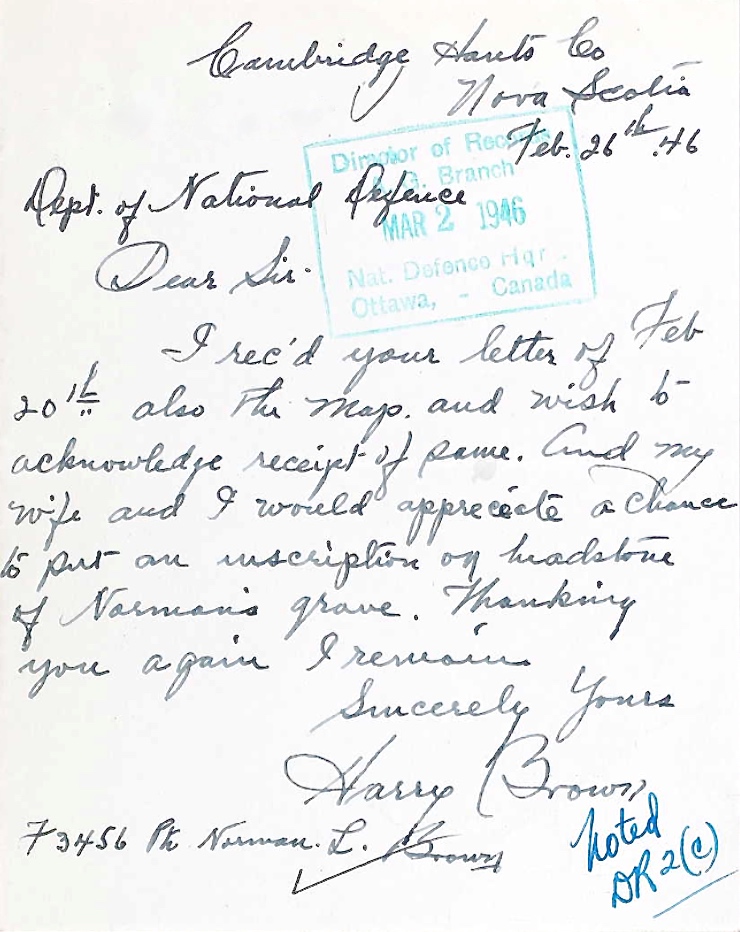 Cambridge Hants Co
Nova Scotia
Feb. 26th .46
Director of Records
A.G. Branch
MAR 2 1946
Nat. Defence Hqr.
Ottawa, - Canada
Dept. of National Defence
Dear Sir.
I rec'd your letter of Feb
20th also the map. and wish to
acknowledge receipt of same. And my
wife and I would appreciate a chance
to put an inscription on headstone
of Norman's grave. Thanking
you again I remain
Sincerely Yours
Harry Brown
F3456 Pte Norman. L. Brown
Noted
DR2(C)